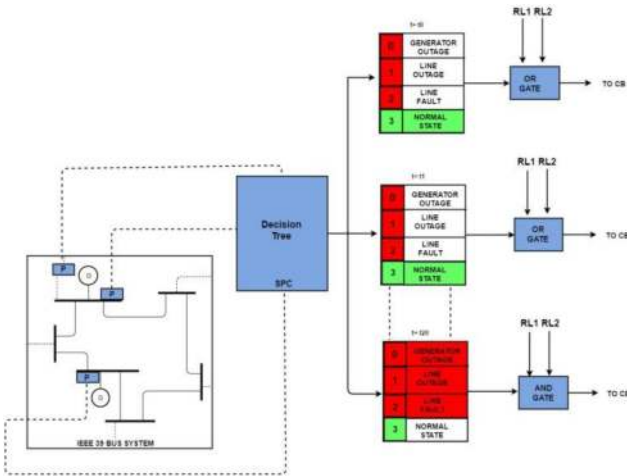 t= t0
RL1 RL2
0 GENERATOR
OUTAGE
1 LINE
OUTAGE
2 LINE
FAULT
3 NORMAL
STATE
OR
GATE
TO CB
t= t1
RL1 RL2
0 GENERATOR
OUTAGE
1 LINE
OUTAGE
2 LINE
FAULT
3 NORMAL
STATE
OR
GATE
TO CB
Decision
Tree
SPC
P
G
P
P
G
IEEE 39 BUS SYSTEM
RL1 RL2
0 GENERATOR
OUTAGE
1 LINE
OUTAGE
2 LINE
FAULT
3 NORMAL
STATE
AND
GATE
TO CB